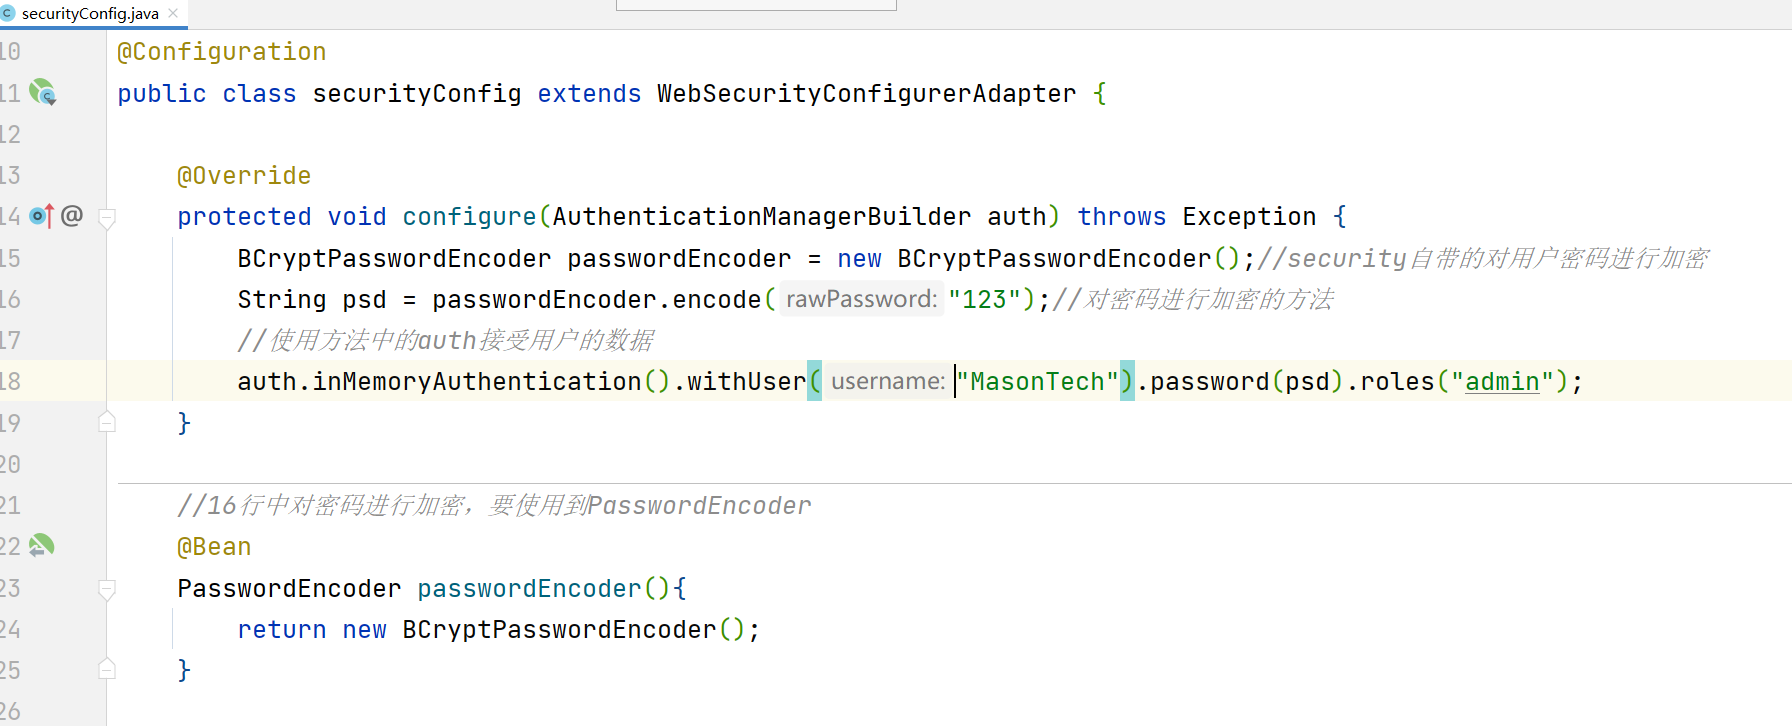 securityConfig.java
10 @Configuration
11 public class securityConfig extends WebSecurityConfigurerAdapter {
12
13 @Override
14 @ protected void configure(AuthenticationManagerBuilder auth) throws Exception {
15 BCryptPasswordEncoder passwordEncoder = new BCryptPasswordEncoder();//security自带的对用户密码进行加密
16 String psd = passwordEncoder.encode( rawPassword: "123");//对密码进行加密的方法
17 //使用方法中的auth接受用户的数据
18 auth.inMemoryAuthentication().withUser( username: "MasonTech").password(psd).roles("admin");
19 }
20
21 //16行中对密码进行加密，要使用到PasswordEncoder
22 @Bean
23 PasswordEncoder passwordEncoder(){
24 return new BCryptPasswordEncoder();
25 }
26